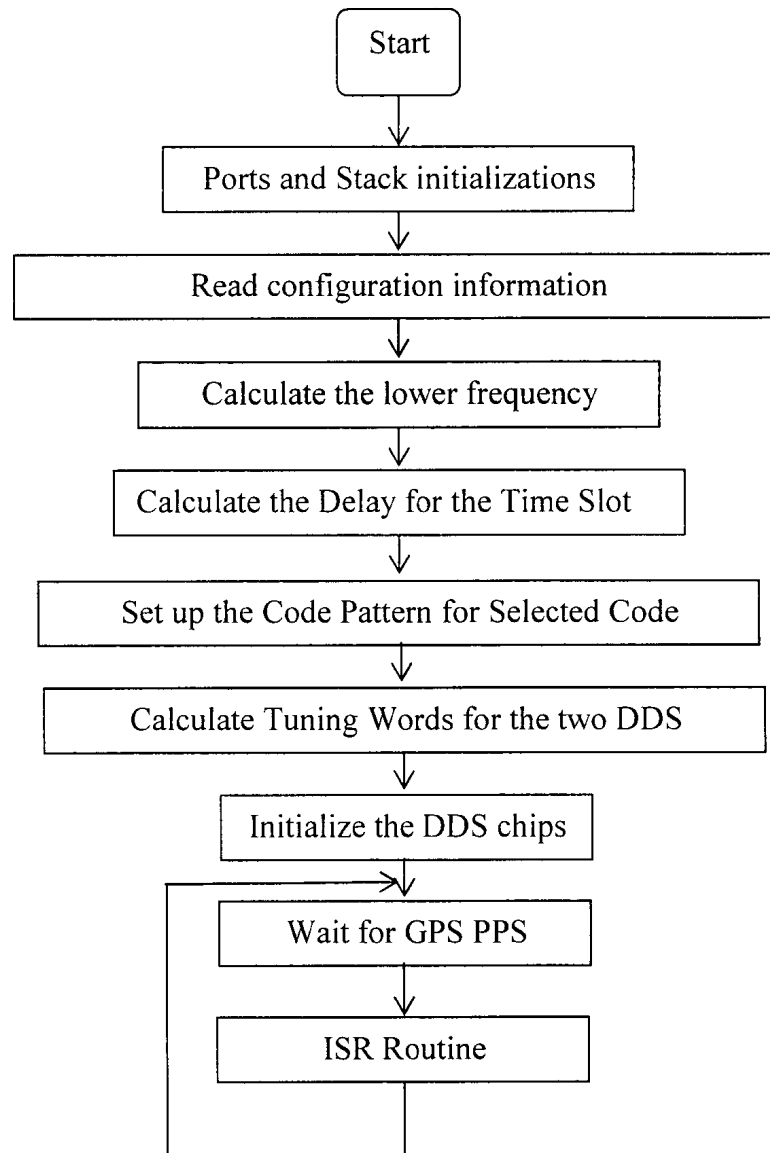 Start
Ports and Stack initializations
Read configuration information
Calculate the lower frequency
Calculate the Delay for the Time Slot
Set up the Code Pattern for Selected Code
Calculate Tuning Words for the two DDS
Initialize the DDS chips
Wait for GPS PPS
ISR Routine